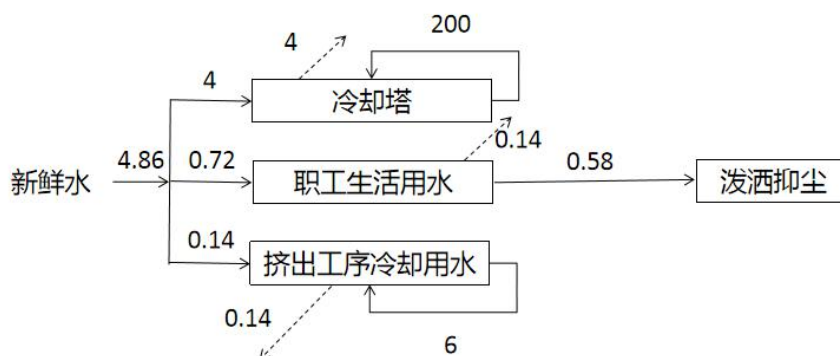 200
4
4
冷却塔
0.14
4.86
0.72
0.58
新鲜水
职工生活用水
泼洒抑尘
0.14
挤出工序冷却用水
0.14
6